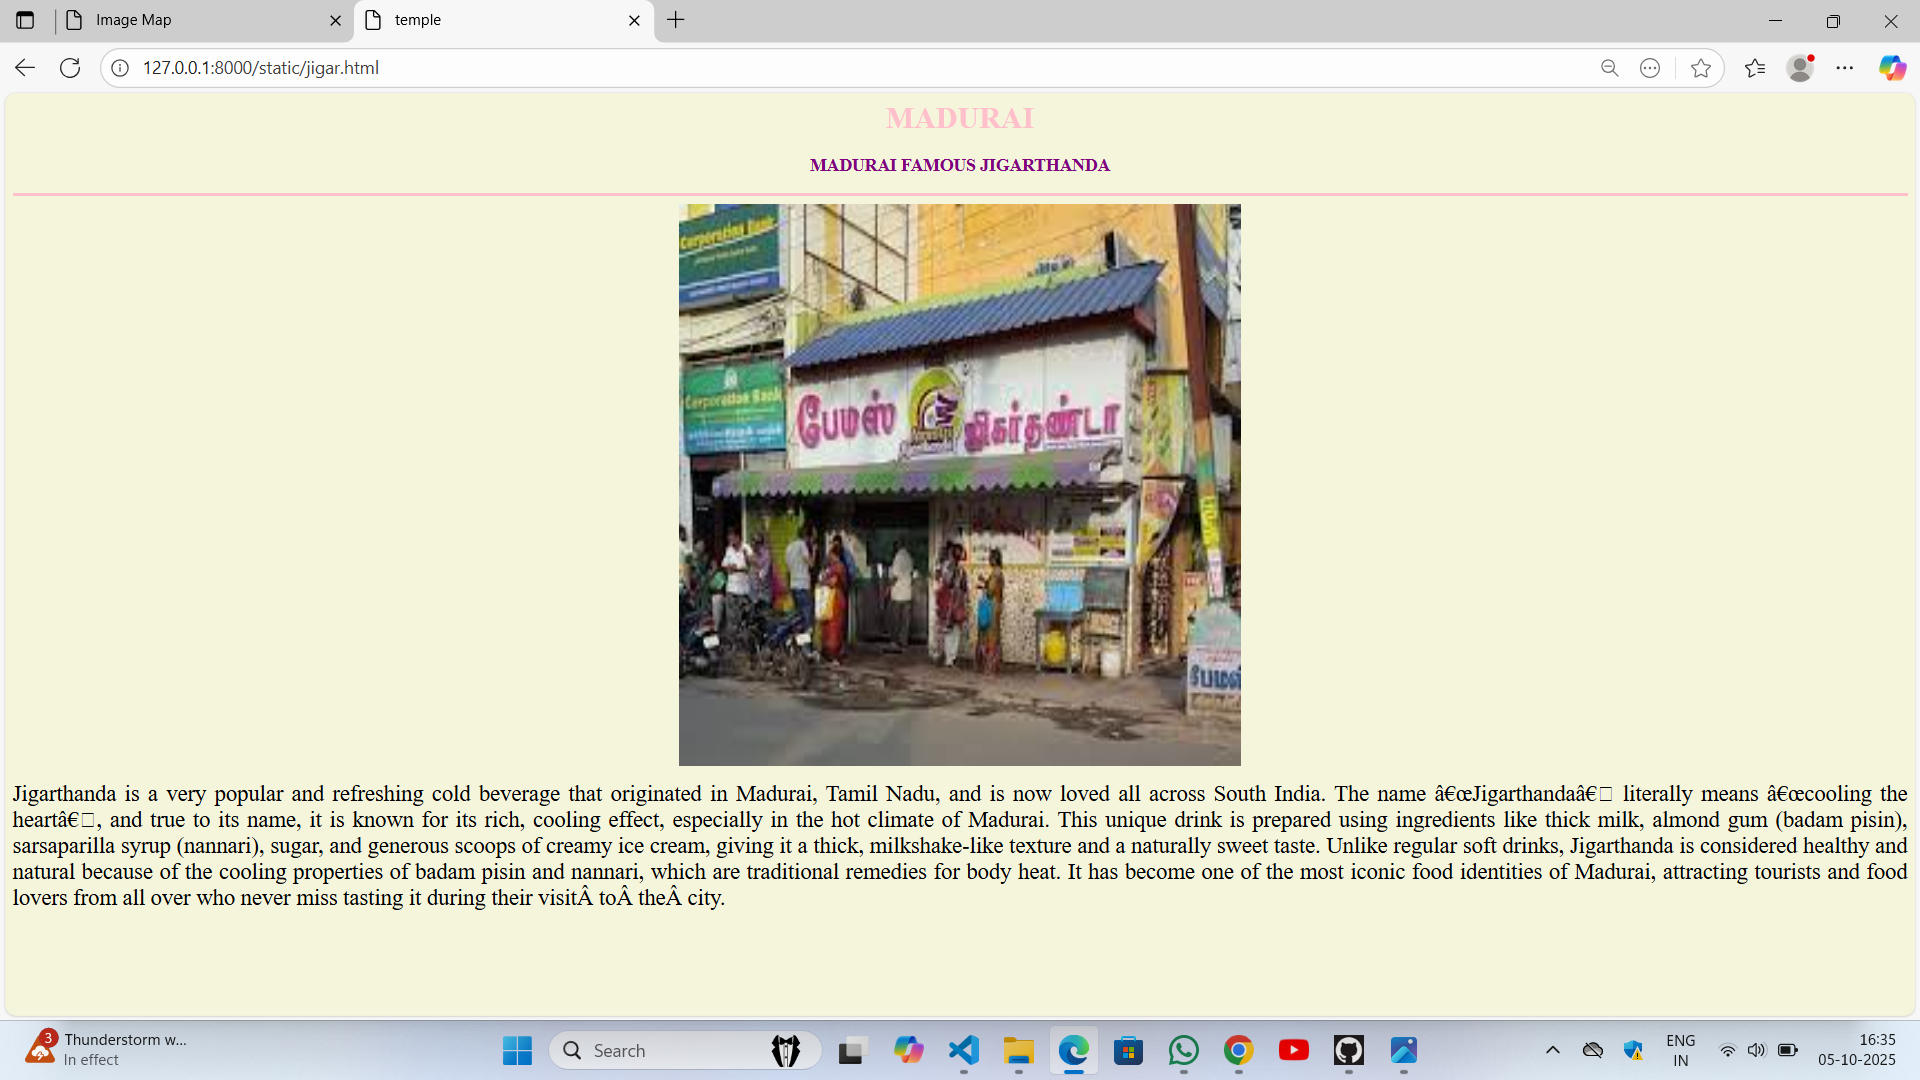 Image Map
temple
127.0.0.1:8000/static/jigar.html
MADURAI
MADURAI FAMOUS JIGARTHANDA
Corporation Bank
Corporation Bank
பேமஸ்
ஜிகர்தண்டா
Jigarthanda is a very popular and refreshing cold beverage that originated in Madurai, Tamil Nadu, and is now loved all across South India. The name â€œJigarthandaâ€□ literally means â€œcooling the
heartâ€□, and true to its name, it is known for its rich, cooling effect, especially in the hot climate of Madurai. This unique drink is prepared using ingredients like thick milk, almond gum (badam pisin),
sarsaparilla syrup (nannari), sugar, and generous scoops of creamy ice cream, giving it a thick, milkshake-like texture and a naturally sweet taste. Unlike regular soft drinks, Jigarthanda is considered healthy and
natural because of the cooling properties of badam pisin and nannari, which are traditional remedies for body heat. It has become one of the most iconic food identities of Madurai, attracting tourists and food
lovers from all over who never miss tasting it during their visitÂ toÂ theÂ city.
3
Thunderstorm w...
In effect
Search
ENG
IN
16:35
05-10-2025